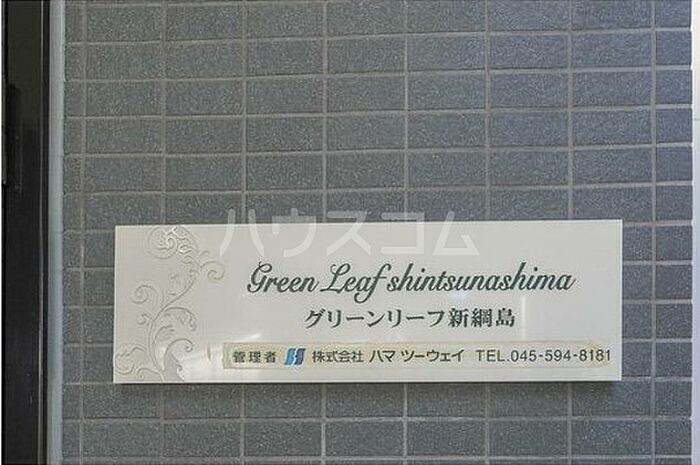 ハウスコム
Green Leaf shintsunashima
グリーンリーフ新綱島
管理者 株式会社 ハマ ツーウェイ TEL.045-594-8181